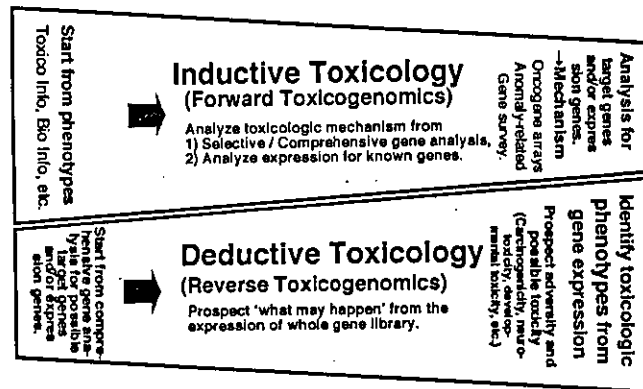 Start from phenotypes
Toxico Info, Bio Info, etc.
Inductive Toxicology
(Forward Toxicogenomics)
Analyze toxicologic mechanism from
1) Selective / Comprehensive gene analysis,
2) Analyze expression for known genes.
Analysis for
target genes
and/or expres
sion genes.
→Mechanism
Oncogene arrays
Anomaly-related
Gene survey.
Start from compre-
hensive gene ana-
lysis for possible
target genes
and/or expres
sion genes.
Deductive Toxicology
(Reverse Toxicogenomics)
Prospect 'what may happen' from the
expression of whole gene library.
Identify toxicologic
phenotypes from
gene expression
Prospect adversity and
possible toxicity
(Carcinogenicity, neuro-
toxicity, develop-
mental toxicity, etc.)